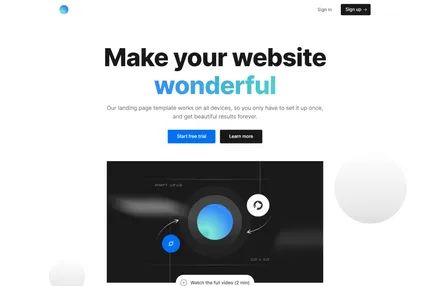 Sign in
Sign up →
Make your website
wonderful
Our landing page template works on all devices, so you only have to set it up once,
and get beautiful results forever.
Start free trial
Learn more
Watch the full video (2 min)